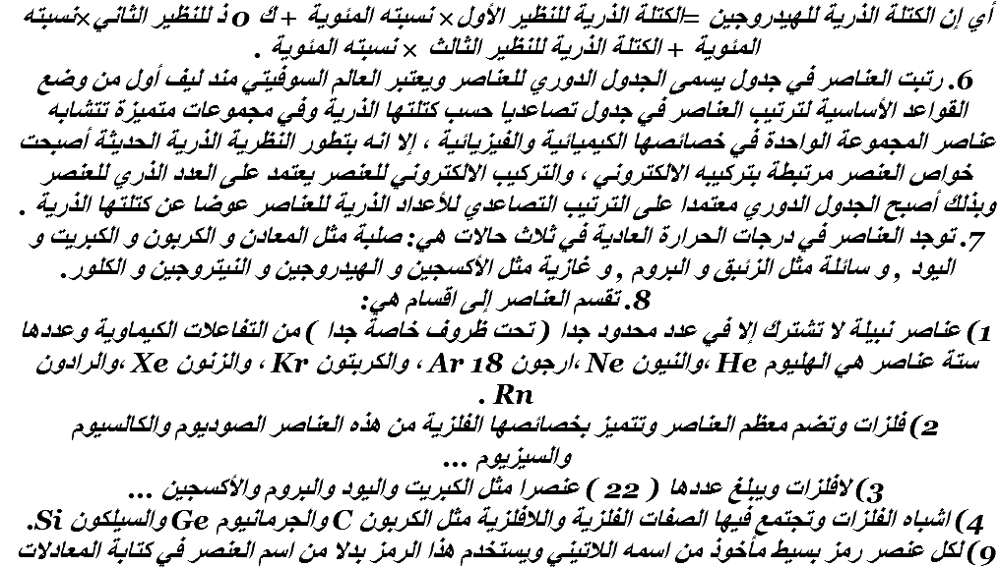 أي إن الكتلة الذرية للهيدروجين =الكتلة الذرية للنظير الأول× نسبته المئوية +ك 0 ذ للنظير الثاني×نسبته
المئوية + الكتلة الذرية للنظير الثالث × نسبته المئوية .
6. رتبت العناصر في جدول يسمى الجدول الدوري للعناصر ويعتبر العالم السوفيتي مند ليف أول من وضع
القواعد الأساسية لترتيب العناصر في جدول تصاعديا حسب كتلتها الذرية وفي مجموعات متميزة تتشابه
عناصر المجموعة الواحدة في خصائصها الكيميائية والفيزيائية ، إلا انه بتطور النظرية الذرية الحديثة أصبحت
خواص العنصر مرتبطة بتركيبه الالكتروني ، والتركيب الالكتروني للعنصر يعتمد على العدد الذري للعنصر
وبذلك أصبح الجدول الدوري معتمدا على الترتيب التصاعدي للأعداد الذرية للعناصر عوضا عن كتلتها الذرية .
7. توجد العناصر في درجات الحرارة العادية في ثلاث حالات هي: صلبة مثل المعادن و الكربون و الكبريت و
اليود , و سائلة مثل الزئبق و البروم , و غازية مثل الأكسجين و الهيدروجين و النيتروجين و الكلور.
8. تقسم العناصر إلى اقسام هي:
1) عناصر نبيلة لا تشترك إلا في عدد محدود جدا ( تحت ظروف خاصة جدا ) من التفاعلات الكيماوية وعددها
ستة عناصر هي الهليوم He ،والنيون Ne ،ارجون Ar 18 ، والكربتون Kr ، والزنون Xe ،والرادون
Rn .
2) فلزات وتضم معظم العناصر وتتميز بخصائصها الفلزية من هذه العناصر الصوديوم والكالسيوم
والسيزيوم ...
3) لافلزات ويبلغ عددها ( 22 ) عنصرا مثل الكبريت واليود والبروم والأكسجين ...
4) اشباه الفلزات وتجتمع فيها الصفات الفلزية واللافلزية مثل الكربون C والجرمانيوم Ge والسيلكون Si.
9) لكل عنصر رمز بسيط مأخوذ من اسمه اللاتيني ويستخدم هذا الرمز بدلا من اسم العنصر في كتابة المعادلات